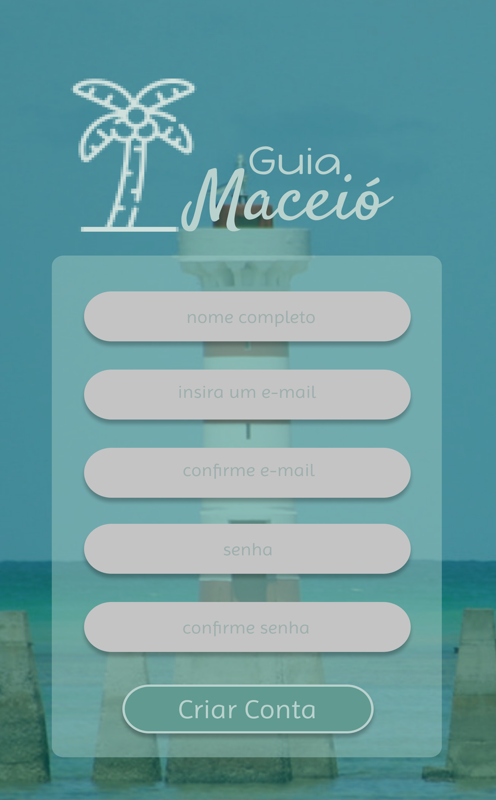 Guia
Maceió
nome completo
insira um e-mail
confirme e-mail
senha
confirme senha
Criar Conta